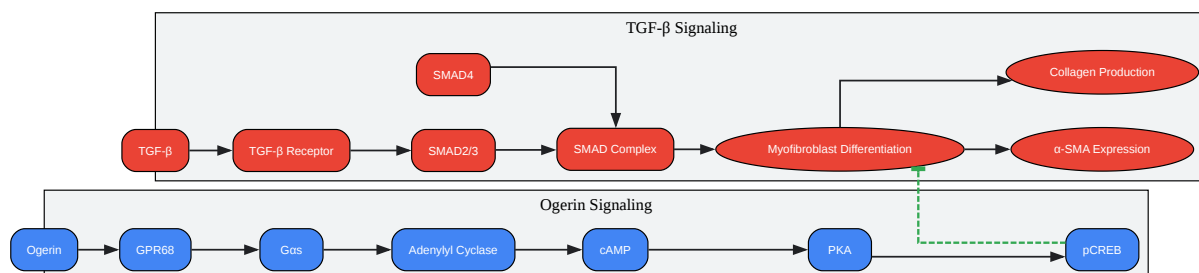 TGF-β Signaling
SMAD4
Collagen Production
TGF-β
TGF-β Receptor
SMAD2/3
SMAD Complex
Myofibroblast Differentiation
α-SMA Expression
Ogerin Signaling
Ogerin
GPR68
Gαs
Adenylyl Cyclase
cAMP
PKA
pCREB